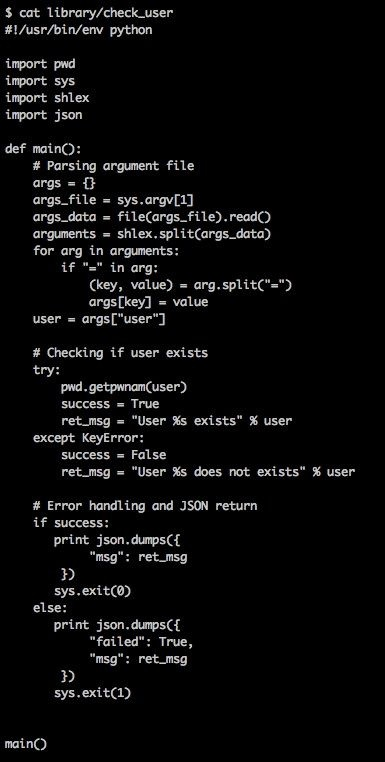 $ cat library/check_user
#!/usr/bin/env python

import pwd
import sys
import shlex
import json

def main():
    # Parsing argument file
    args = {}
    args_file = sys.argv[1]
    args_data = file(args_file).read()
    arguments = shlex.split(args_data)
    for arg in arguments:
        if "=" in arg:
            (key, value) = arg.split("=")
            args[key] = value
    user = args["user"]

    # Checking if user exists
    try:
        pwd.getpwnam(user)
        success = True
        ret_msg = "User %s exists" % user
    except KeyError:
        success = False
        ret_msg = "User %s does not exists" % user

    # Error handling and JSON return
    if success:
       print json.dumps({
            "msg": ret_msg
        })
       sys.exit(0)
    else:
       print json.dumps({
            "failed": True,
            "msg": ret_msg
        })
       sys.exit(1)


main()